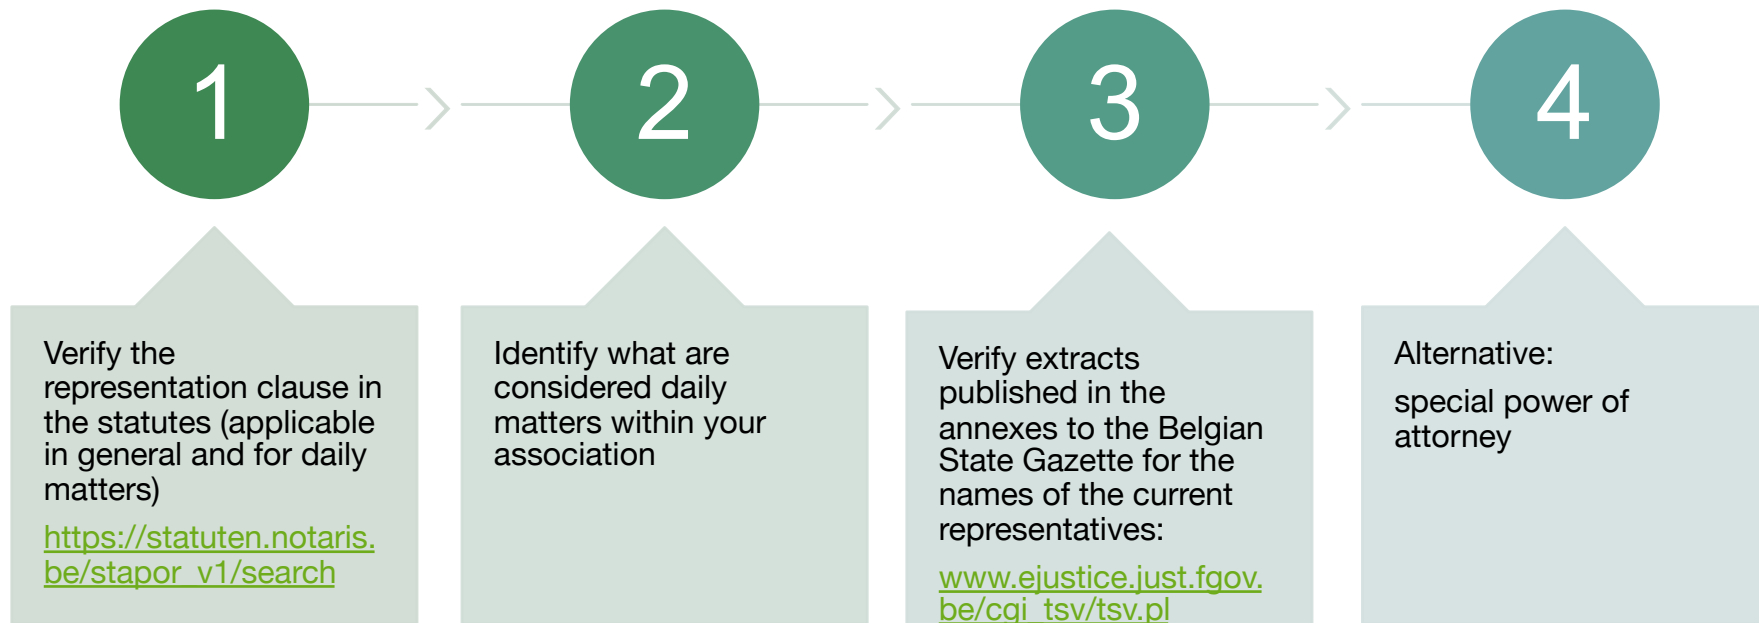 1
2
3
4
Verify the
representation clause in
the statutes (applicable
in general and for daily
matters)
https://statuten.notaris.
be/stapor_v1/search
Identify what are
considered daily
matters within your
association
Verify extracts
published in the
annexes to the Belgian
State Gazette for the
names of the current
representatives:
www.ejustice.just.fgov.
be/cgi_tsv/tsv.pl
Alternative:
special power of
attorney